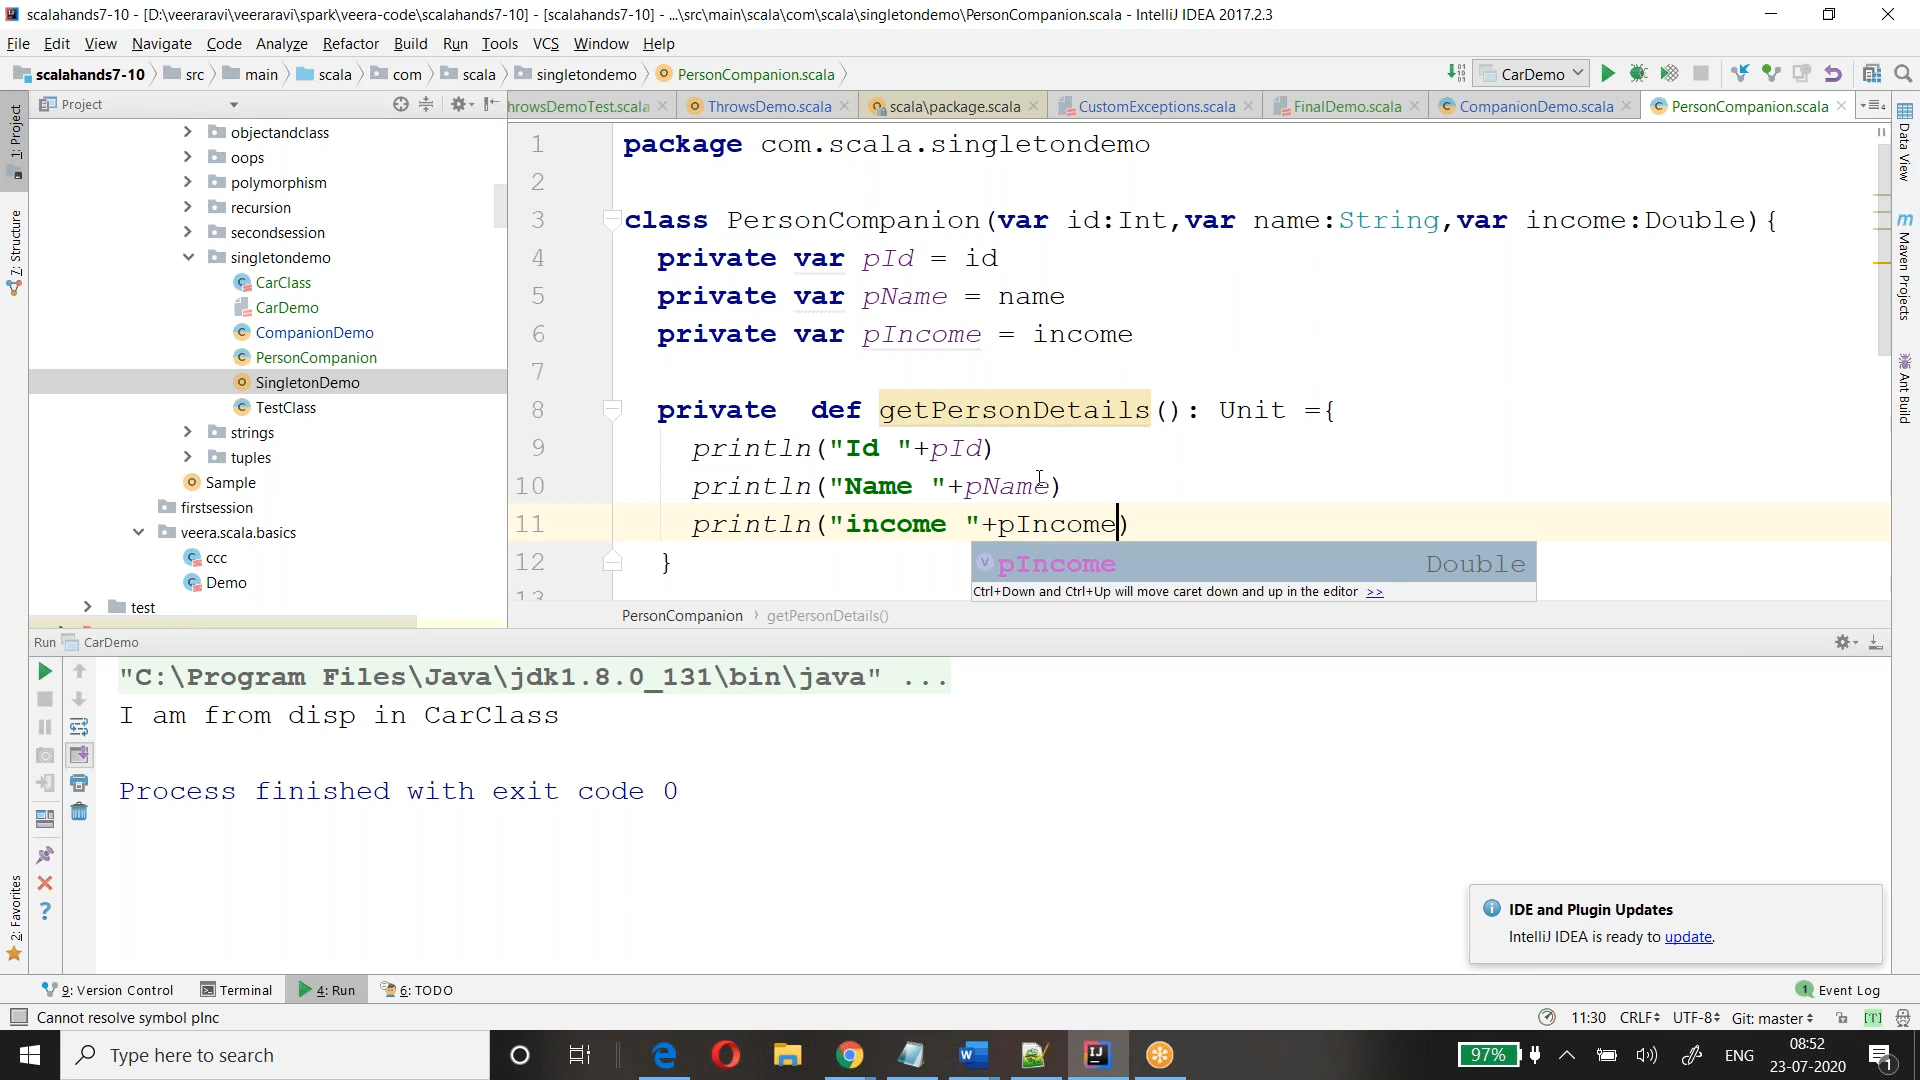 scalahands7-10 - [D:\veeraravi\veeraravi\spark\veera-code\scalahands7-10] - [scalahands7-10] - ...\src\main\scala\com\scala\singletondemo\PersonCompanion.scala - IntelliJ IDEA 2017.2.3
File Edit View Navigate Code Analyze Refactor Build Run Tools VCS Window Help
scalahands7-10 src main scala com scala singletondemo PersonCompanion.scala CarDemo
Project
hrowsDemoTest.scala ThrowsDemo.scala scala\package.scala CustomExceptions.scala FinalDemo.scala CompanionDemo.scala PersonCompanion.scala
1: Project
7: Structure
2: Favorites
objectandclass
oops
polymorphism
recursion
secondsession
singletondemo
CarClass
CarDemo
CompanionDemo
PersonCompanion
SingletonDemo
TestClass
strings
tuples
Sample
firstsession
veera.scala.basics
ccc
Demo
test
1 package com.scala.singletondemo
2
3 class PersonCompanion(var id:Int,var name:String,var income:Double){
4 private var pId = id
5 private var pName = name
6 private var pIncome = income
7
8 private  def getPersonDetails(): Unit ={
9 println("Id "+pId)
10 println("Name "+pName)
11 println("income "+pIncome)
12 }
13
pIncome Double
Ctrl+Down and Ctrl+Up will move caret down and up in the editor >>
PersonCompanion getPersonDetails()
Data View
Maven Projects
Ant Build
Run CarDemo
"C:\Program Files\Java\jdk1.8.0_131\bin\java" ...
I am from disp in CarClass
Process finished with exit code 0
IDE and Plugin Updates
IntelliJ IDEA is ready to update.
9: Version Control Terminal 4: Run 6: TODO 1 Event Log
Cannot resolve symbol pInc 11:30 CRLF UTF-8 Git: master [T]
Type here to search 97% ENG 08:52
23-07-2020 1